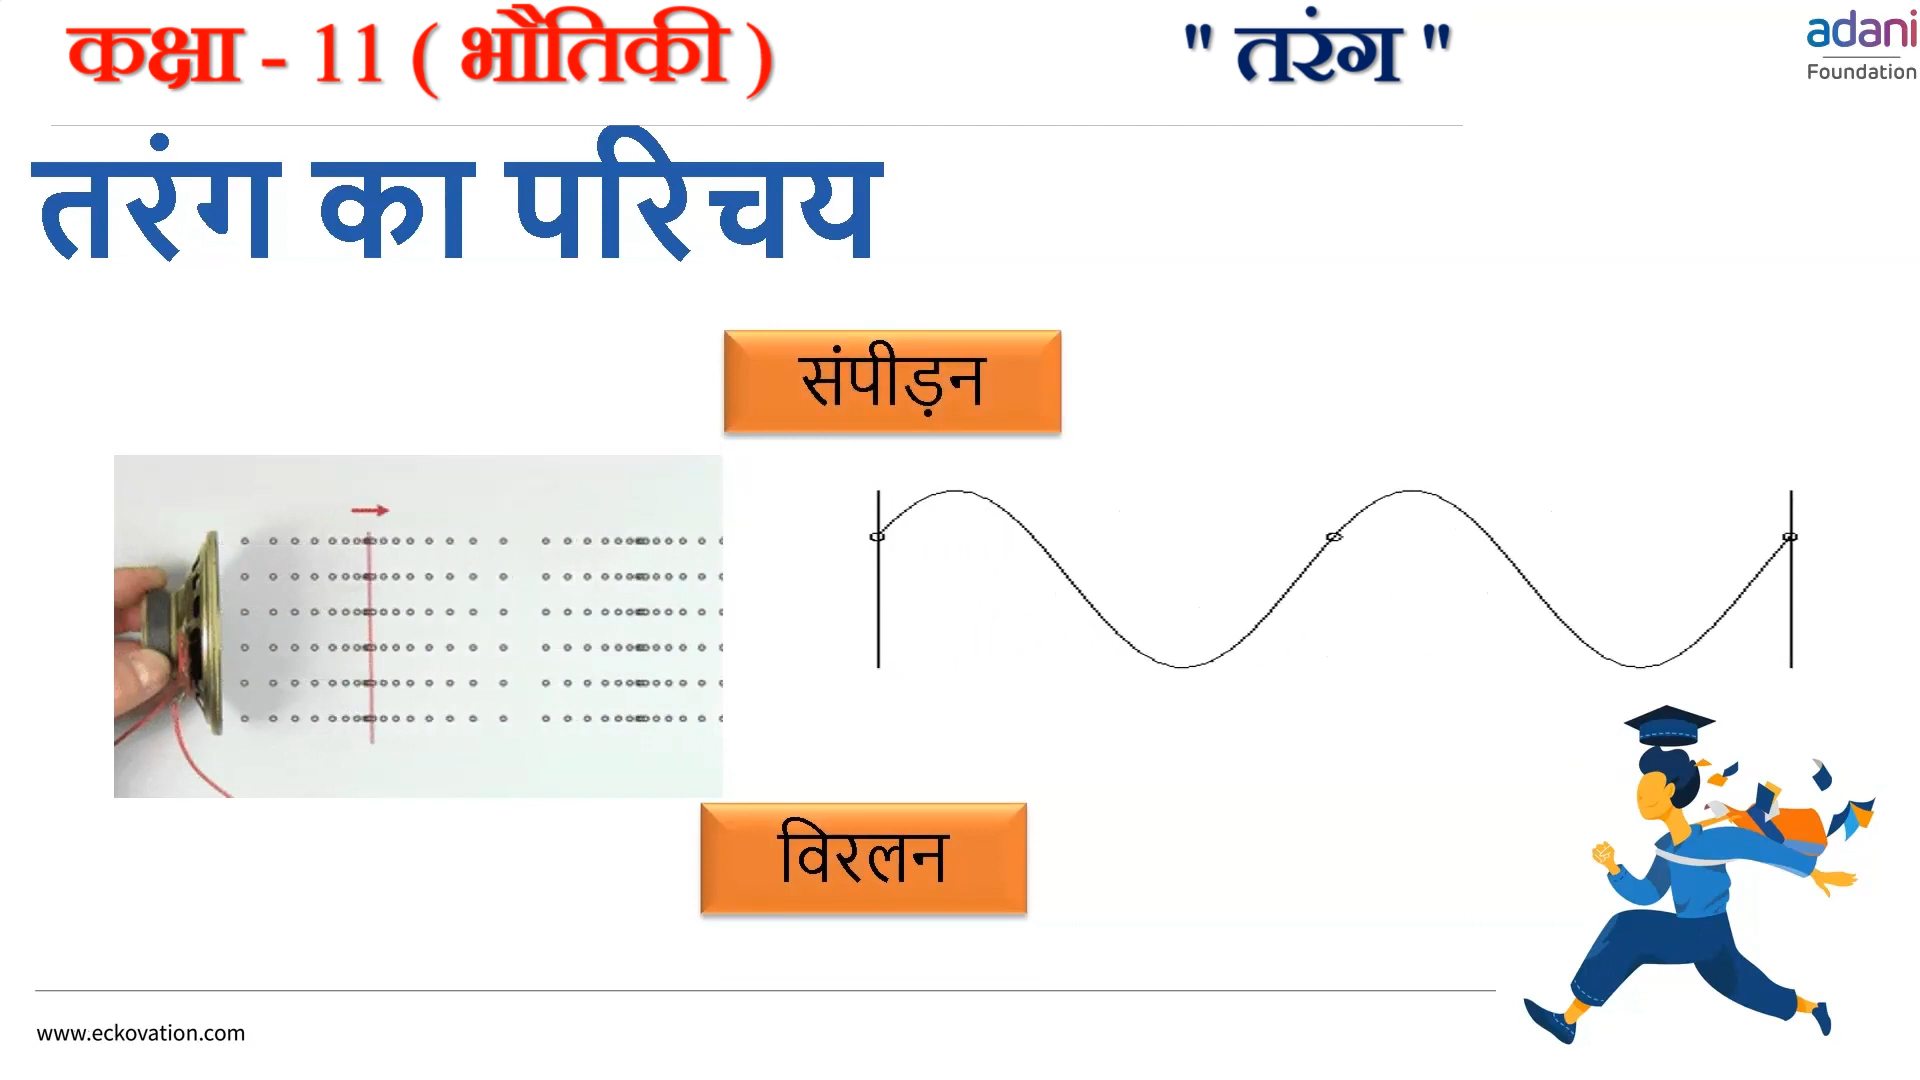 कक्षा - 11 ( भौतिकी )
" तरंग "
adani
Foundation
तरंग का परिचय
संपीड़न
विरलन
www.eckovation.com